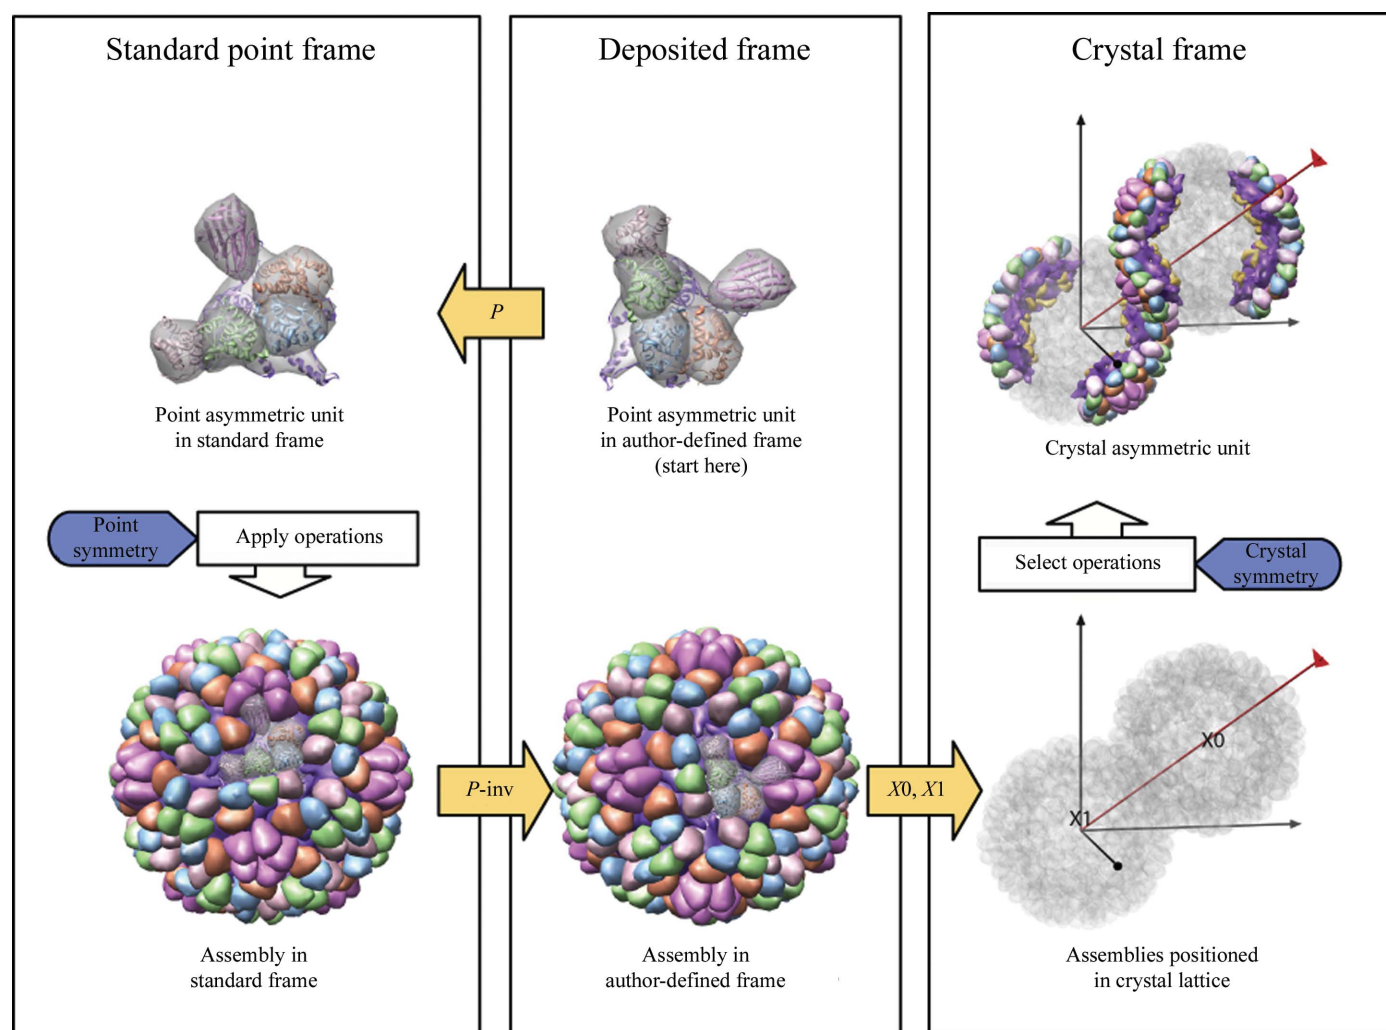 Standard point frame
Deposited frame
Crystal frame
P
Point asymmetric unit
in standard frame
Point asymmetric unit
in author-defined frame
(start here)
Crystal asymmetric unit
Point
symmetry
Apply operations
Select operations
Crystal
symmetry
P-inv
X0, X1
X0
X1
Assembly in
standard frame
Assembly in
author-defined frame
Assemblies positioned
in crystal lattice